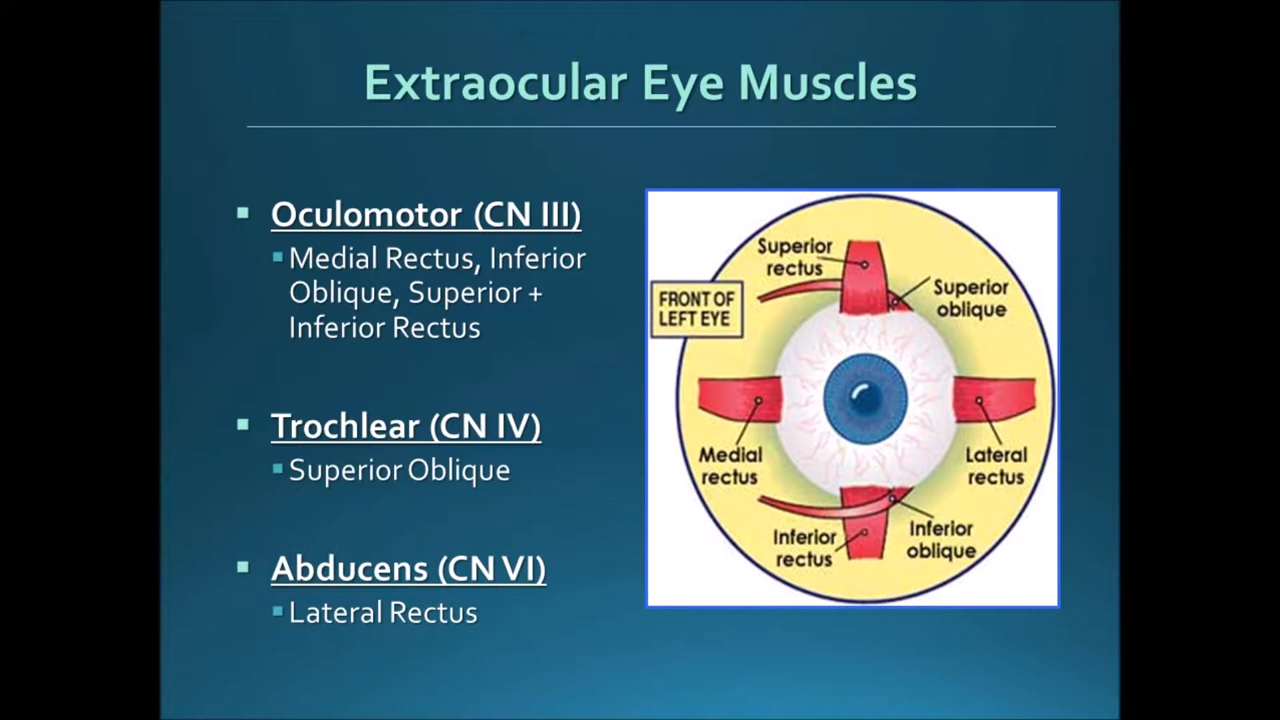 Extraocular Eye Muscles
▪ Oculomotor (CN III)
▪ Medial Rectus, Inferior
Oblique, Superior +
Inferior Rectus
▪ Trochlear (CN IV)
▪ Superior Oblique
▪ Abducens (CN VI)
▪ Lateral Rectus
Superior
rectus
Superior
oblique
FRONT OF
LEFT EYE
Medial
rectus
Lateral
rectus
Inferior
rectus
Inferior
oblique